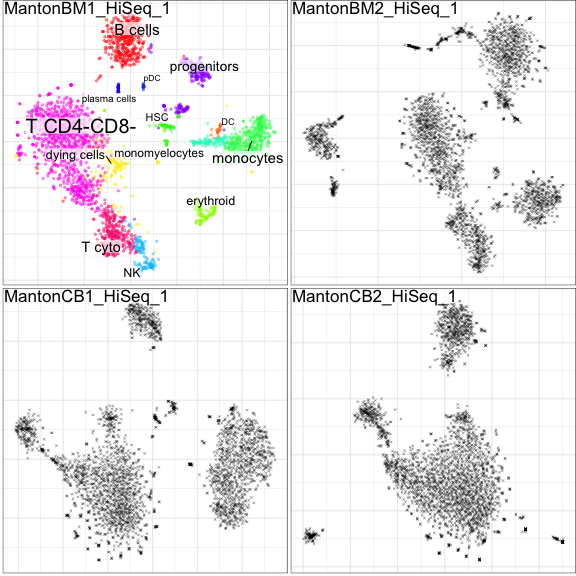 MantonBM1_HiSeq_1
B cells
pDC
progenitors
plasma cells
HSC
DC
T CD4-CD8-
dying cells
monomyelocytes
monocytes
erythroid
T cyto
NK
MantonBM2_HiSeq_1
MantonCB1_HiSeq_1
MantonCB2_HiSeq_1